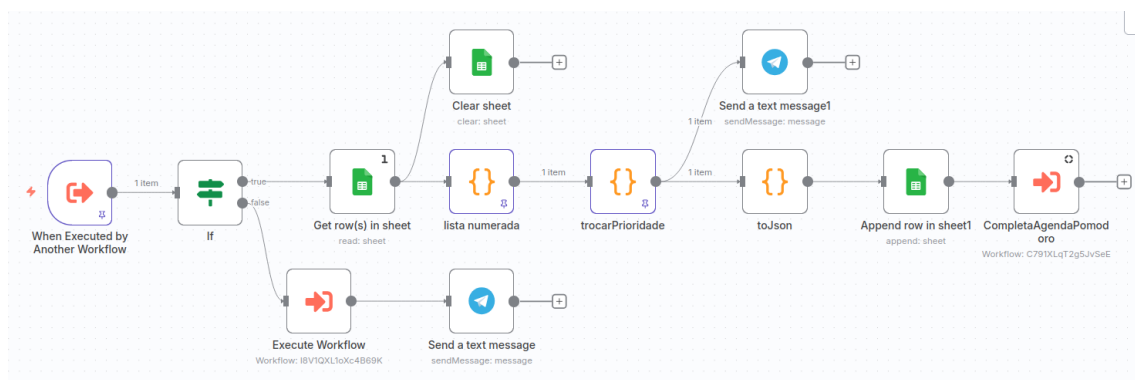 Clear sheet
clear: sheet
Send a text message1
sendMessage: message
1 item
1
1 item
true
false
1 item
1 item
When Executed by
Another Workflow
If
Get row(s) in sheet
read: sheet
lista numerada
trocarPrioridade
toJson
Append row in sheet1
append: sheet
CompletaAgendaPomod
oro
Workflow: C791XLqT2g5JvSeE
Execute Workflow
Workflow: I8V1QXL1oXc4B69K
Send a text message
sendMessage: message